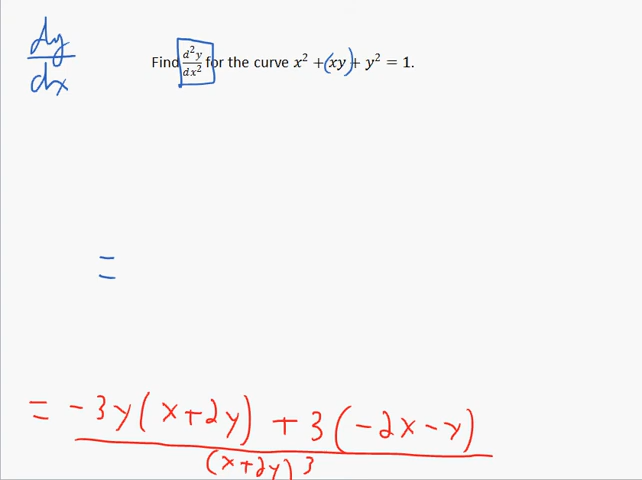 dy/dx
Find d²y/dx² for the curve x² + (xy) + y² = 1.
=
= -3y(x+2y) + 3(-2x-y) / (x+2y)³